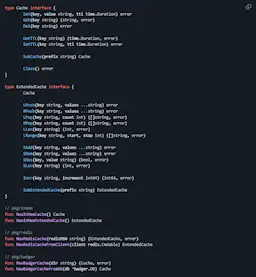 type Cache interface {
Set(key, value string, ttl time.Duration) error
Get(key string) (string, error)
Del(key string) error
GetTTL(key string) (time.Duration, error)
SetTTL(key string, ttl time.Duration) error
SubCache(prefix string) Cache
Close() error
}
type ExtendedCache interface {
Cache
LPush(key string, values ...string) error
RPush(key string, values ...string) error
LPop(key string, count int) ([]string, error)
RPop(key string, count int) ([]string, error)
LLen(key string) (int, error)
LRange(key string, start, stop int) ([]string, error)
SAdd(key string, values ...string) error
SRem(key string, values ...string) error
SHas(key, value string) (bool, error)
SLen(key string) (int, error)
Incr(key string, increment int64) (int64, error)
SubExtendedCache(prefix string) ExtendedCache
}
// pkg/inmem
func NewInMemCache() Cache
func NewInMemExtendedCache() ExtendedCache
// pkg/redis
func NewRedisCache(redisDSN string) (ExtendedCache, error)
func NewRedisCacheFromClient(client redis.Cmdable) ExtendedCache
// pkg/badger
func NewBadgerCache(dir string) (Cache, error)
func NewBadgerCacheFromDB(db *badger.DB) Cache